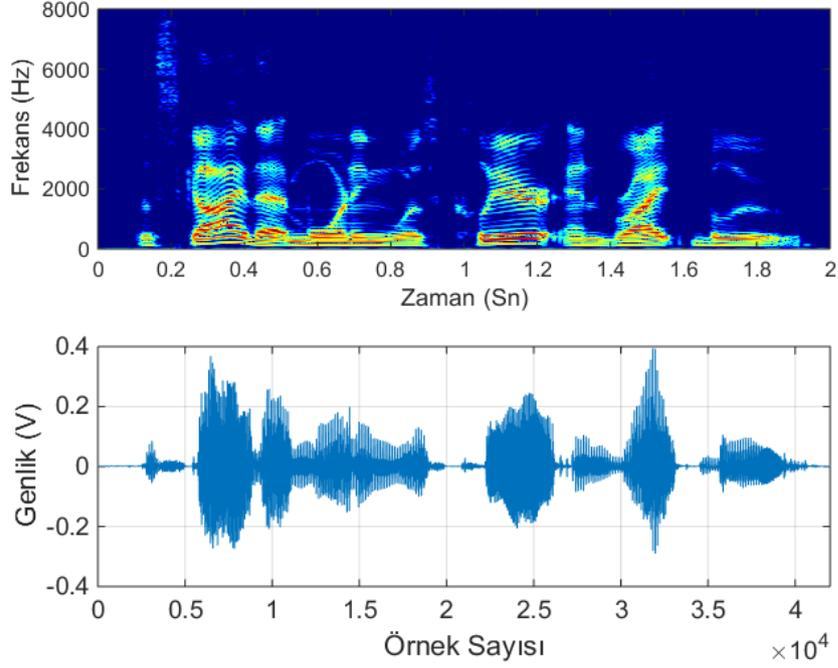 8000
6000
4000
2000
0
Frekans (Hz)
0 0.2 0.4 0.6 0.8 1 1.2 1.4 1.6 1.8 2
Zaman (Sn)
0.4
0.2
0
-0.2
-0.4
Genlik (V)
0 0.5 1 1.5 2 2.5 3 3.5 4
Örnek Sayısı
×10⁴